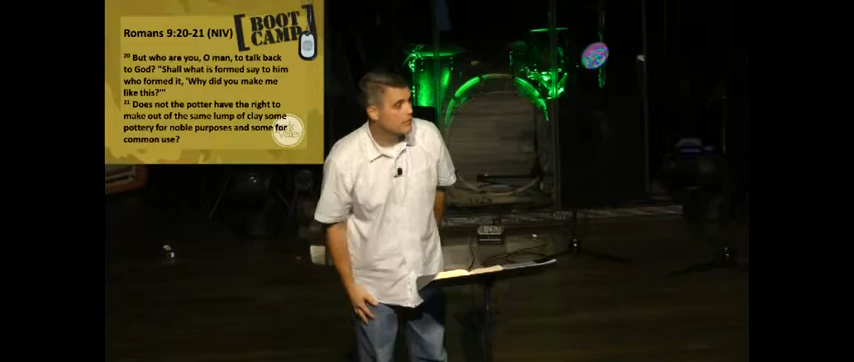 Romans 9:20-21 (NIV)
[BOOT
CAMP]
20 But who are you, O man, to talk back
to God? "Shall what is formed say to him
who formed it, 'Why did you make me
like this?'"
21 Does not the potter have the right to
make out of the same lump of clay some
pottery for noble purposes and some for
common use?